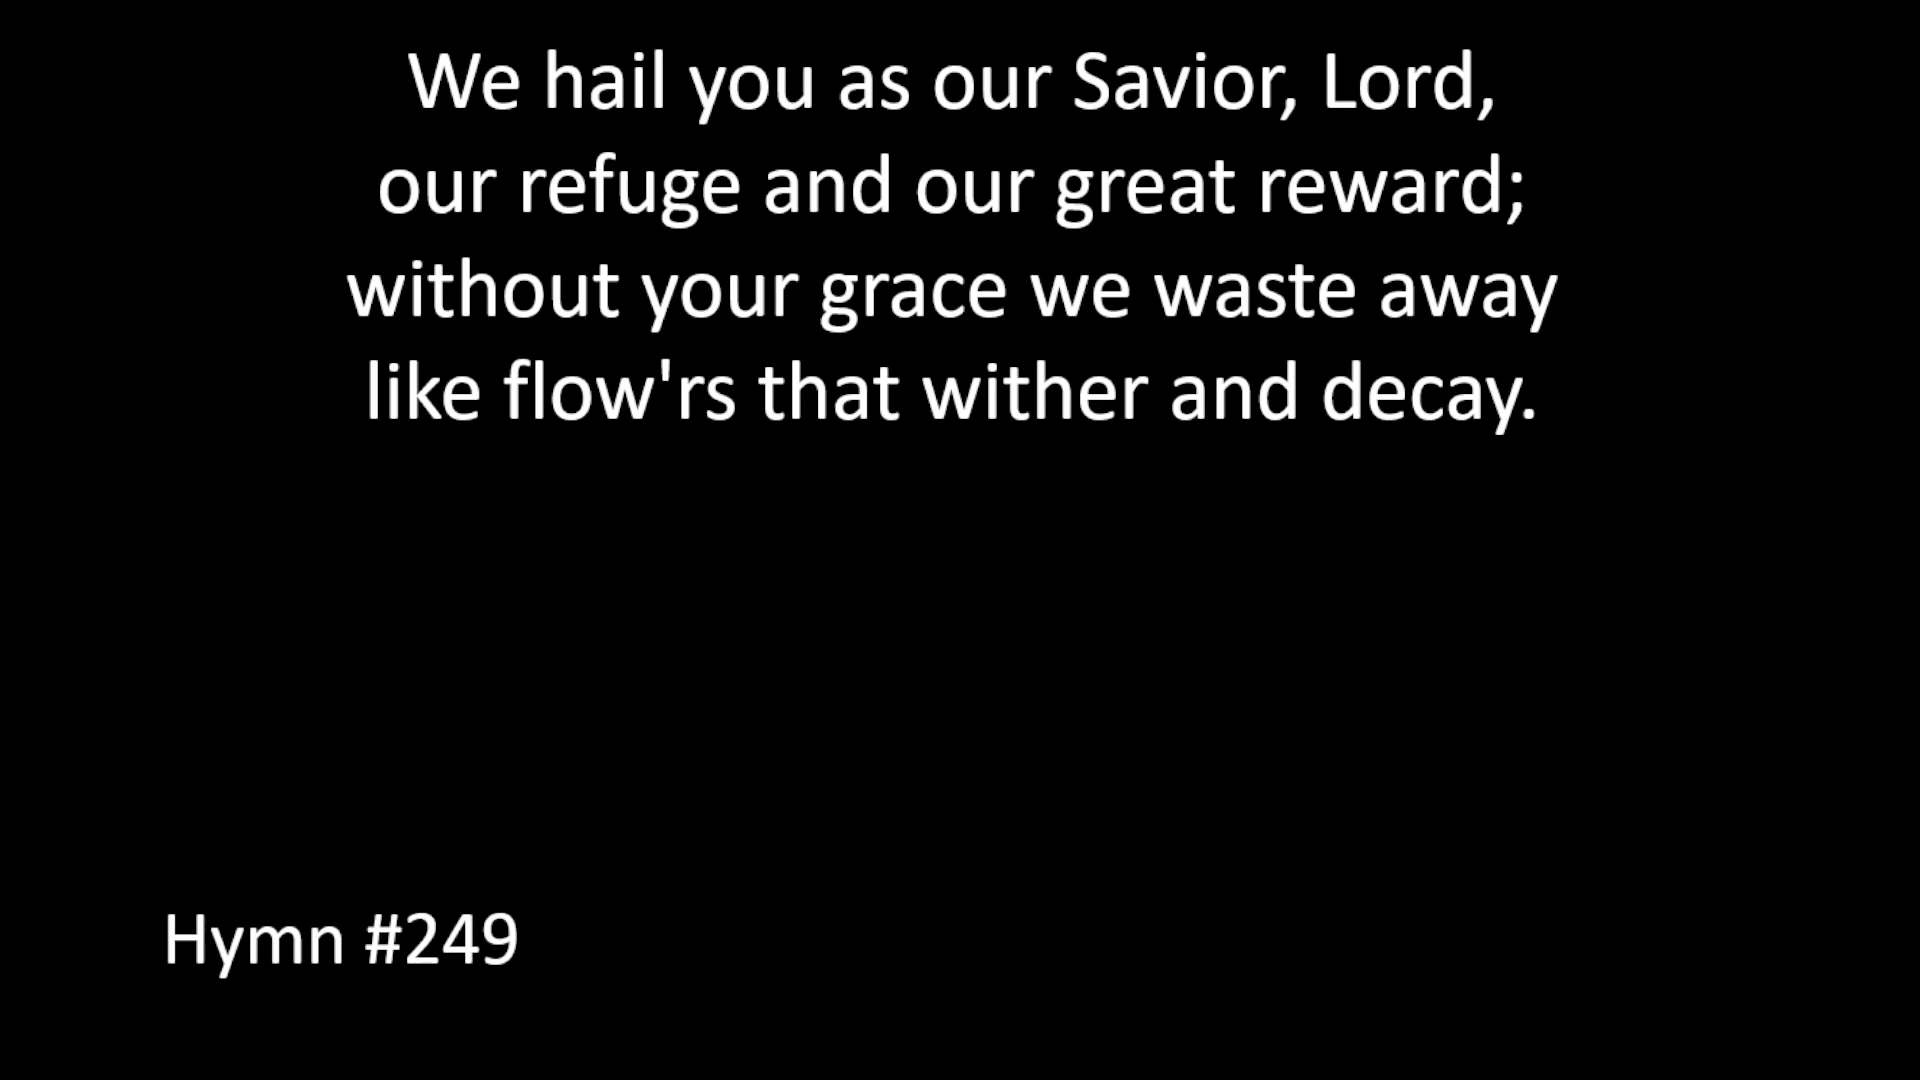 We hail you as our Savior, Lord,
our refuge and our great reward;
without your grace we waste away
like flow'rs that wither and decay.
Hymn #249